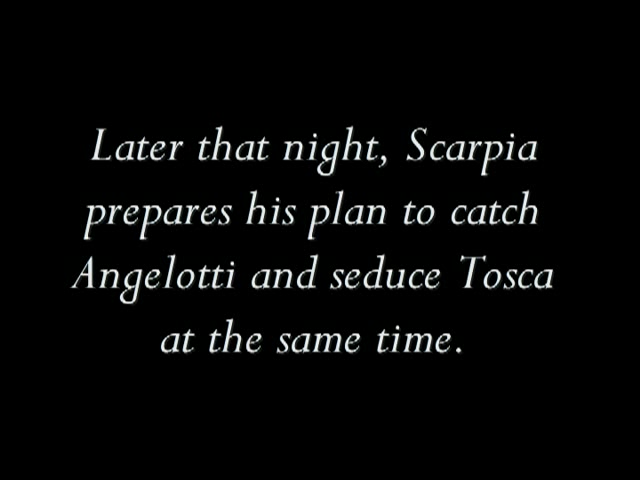 Later that night, Scarpia
prepares his plan to catch
Angelotti and seduce Tosca
at the same time.